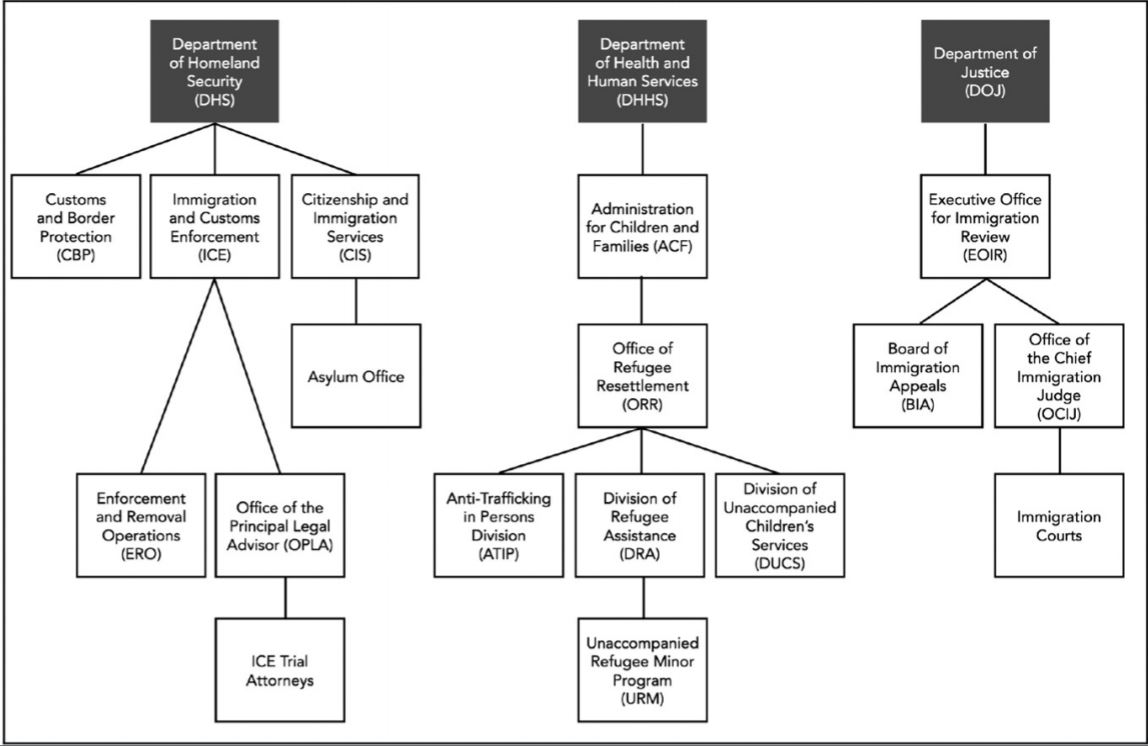 Department
of Homeland
Security
(DHS)
Department
of Health and
Human Services
(DHHS)
Department of
Justice
(DOJ)
Customs
and Border
Protection
(CBP)
Immigration
and Customs
Enforcement
(ICE)
Citizenship and
Immigration
Services
(CIS)
Administration
for Children and
Families (ACF)
Executive Office
for Immigration
Review
(EOIR)
Asylum Office
Office of
Refugee
Resettlement
(ORR)
Board of
Immigration
Appeals
(BIA)
Office of
the Chief
Immigration
Judge
(OCIJ)
Enforcement
and Removal
Operations
(ERO)
Office of the
Principal Legal
Advisor (OPLA)
Anti-Trafficking
in Persons
Division
(ATIP)
Division of
Refugee
Assistance
(DRA)
Division of
Unaccompanied
Children's
Services
(DUCS)
Immigration
Courts
ICE Trial
Attorneys
Unaccompanied
Refugee Minor
Program
(URM)